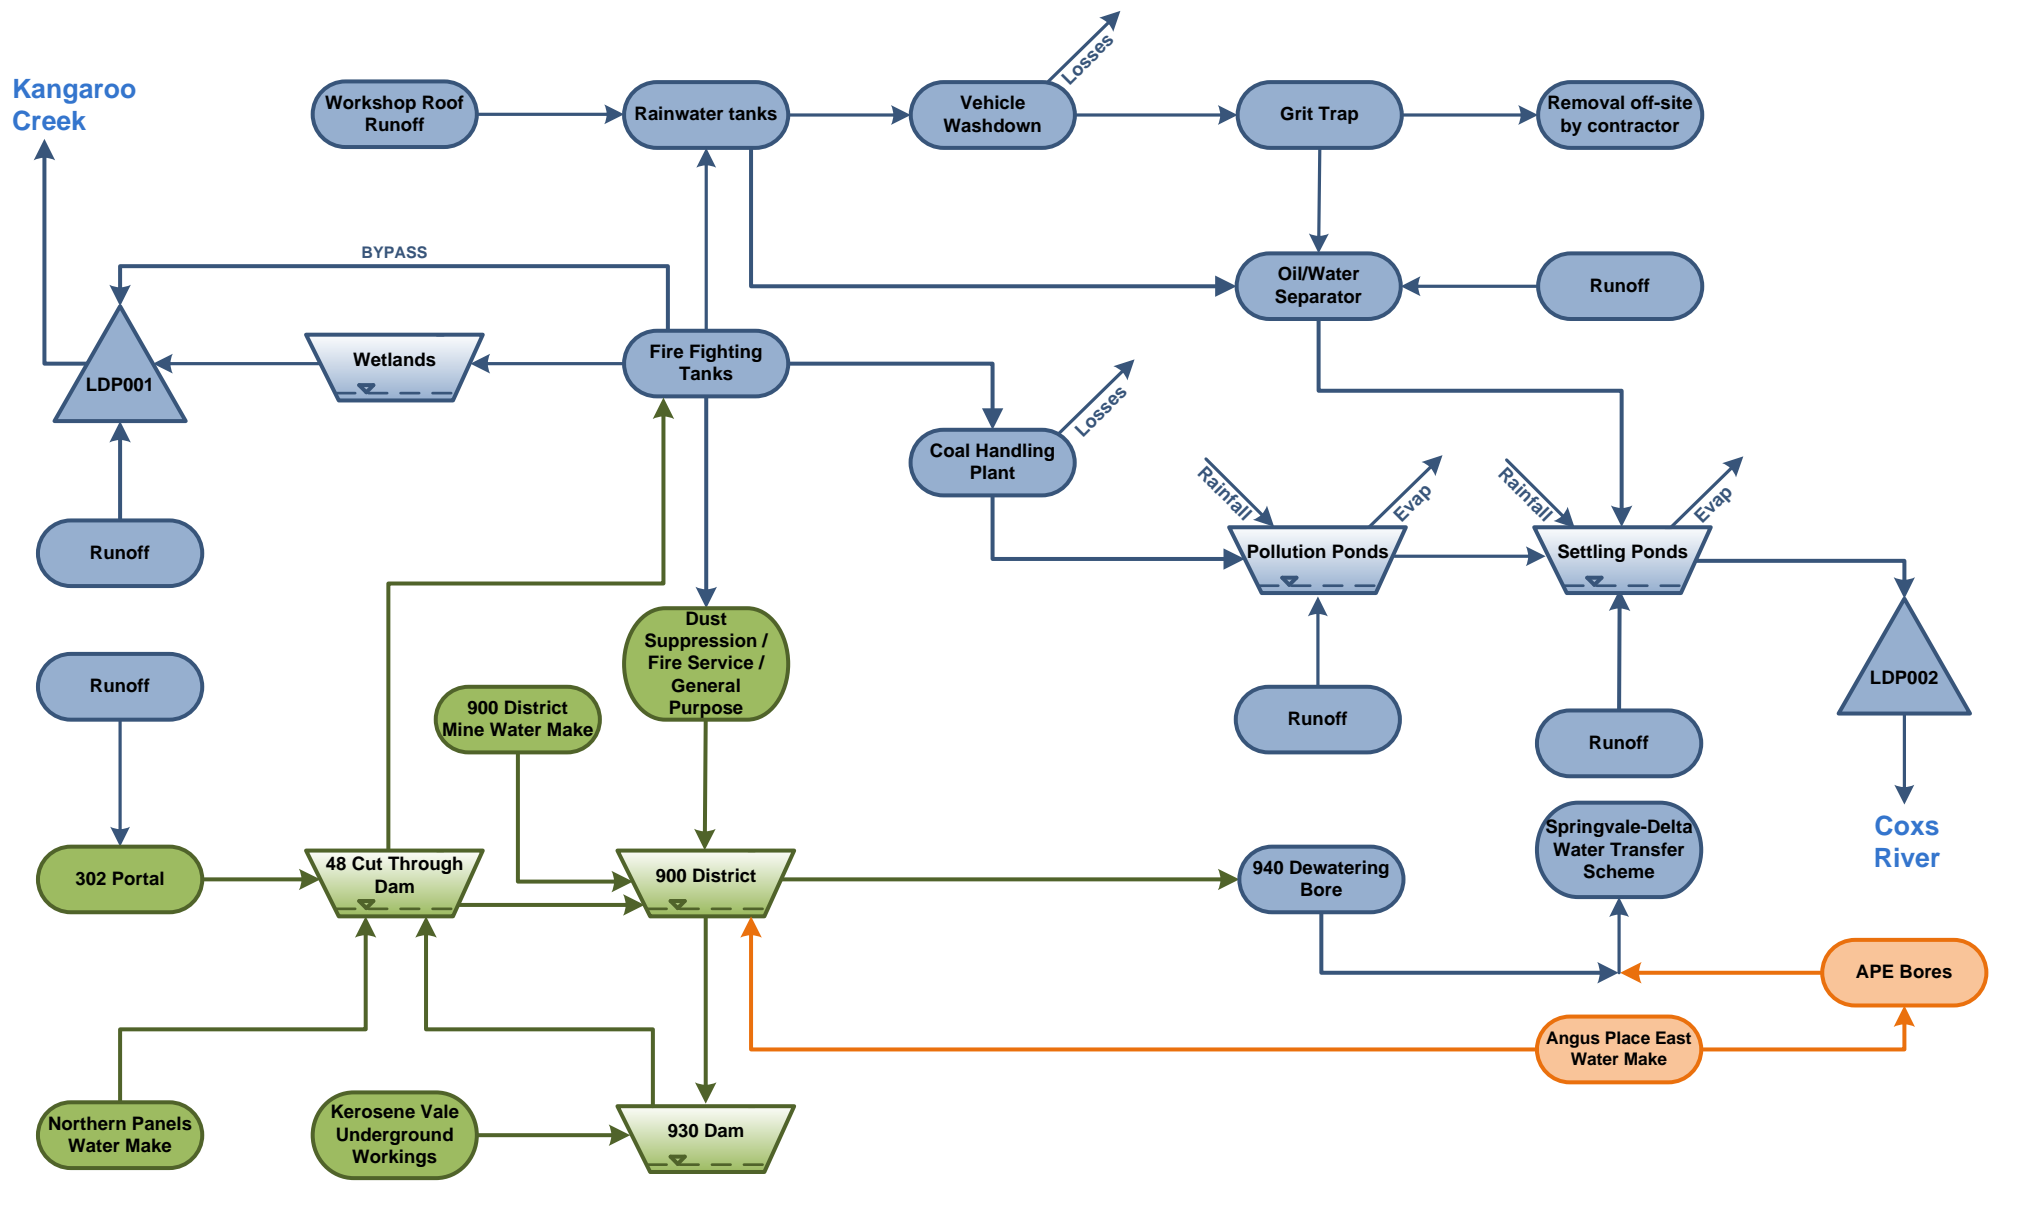 Kangaroo
Creek
Workshop Roof
Runoff
Rainwater tanks
Vehicle
Washdown
Losses
Grit Trap
Removal off-site
by contractor
BYPASS
Oil/Water
Separator
Runoff
LDP001
Wetlands
Fire Fighting
Tanks
Coal Handling
Plant
Losses
Rainfall
Evap
Rainfall
Evap
Pollution Ponds
Settling Ponds
Runoff
Runoff
Dust
Suppression /
Fire Service /
General
Purpose
900 District
Mine Water Make
Runoff
Runoff
LDP002
Coxs
River
302 Portal
48 Cut Through
Dam
900 District
940 Dewatering
Bore
Springvale-Delta
Water Transfer
Scheme
APE Bores
Angus Place East
Water Make
Northern Panels
Water Make
Kerosene Vale
Underground
Workings
930 Dam